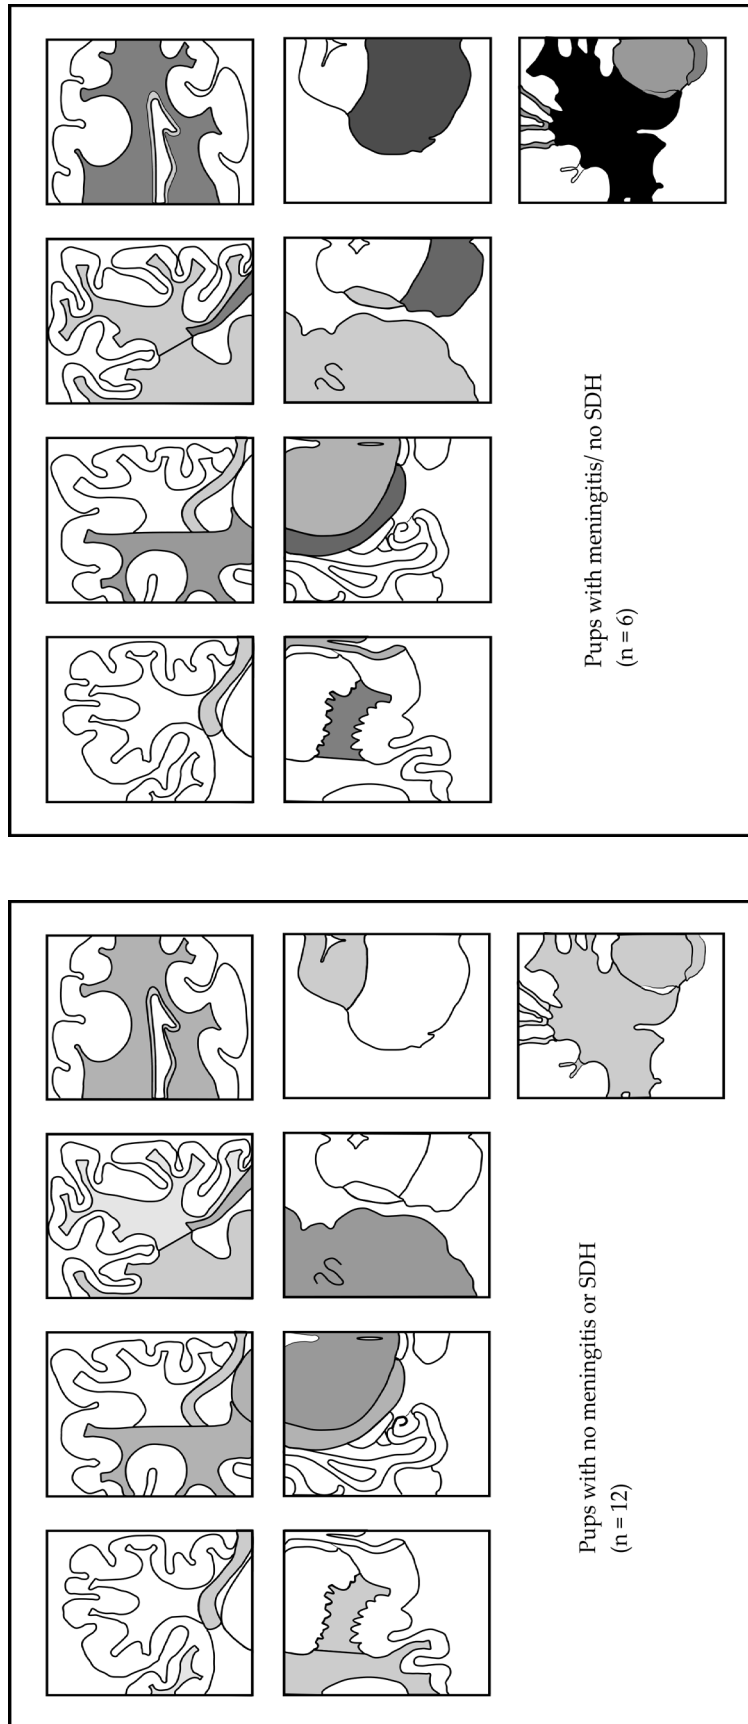 Pups with meningitis/ no SDH
(n = 6)
Pups with no meningitis or SDH
(n = 12)